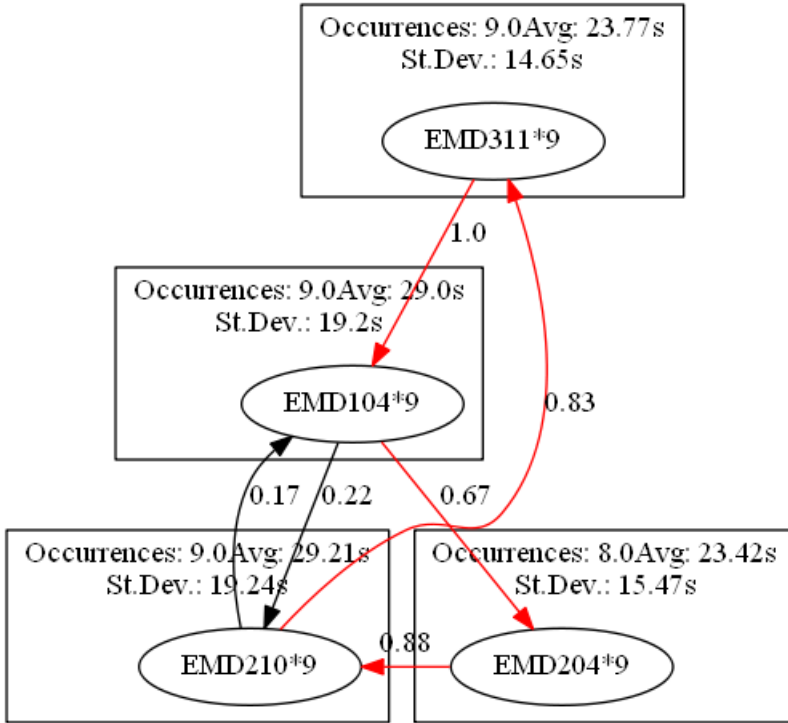 Occurrences: 9.0Avg: 23.77s
St.Dev.: 14.65s
EMD311*9
1.0
Occurrences: 9.0Avg: 29.0s
St.Dev.: 19.2s
EMD104*9
0.83
0.17
0.22
0.67
Occurrences: 9.0Avg: 29.21s
St.Dev.: 19.24s
EMD210*9
0.88
Occurrences: 8.0Avg: 23.42s
St.Dev.: 15.47s
EMD204*9